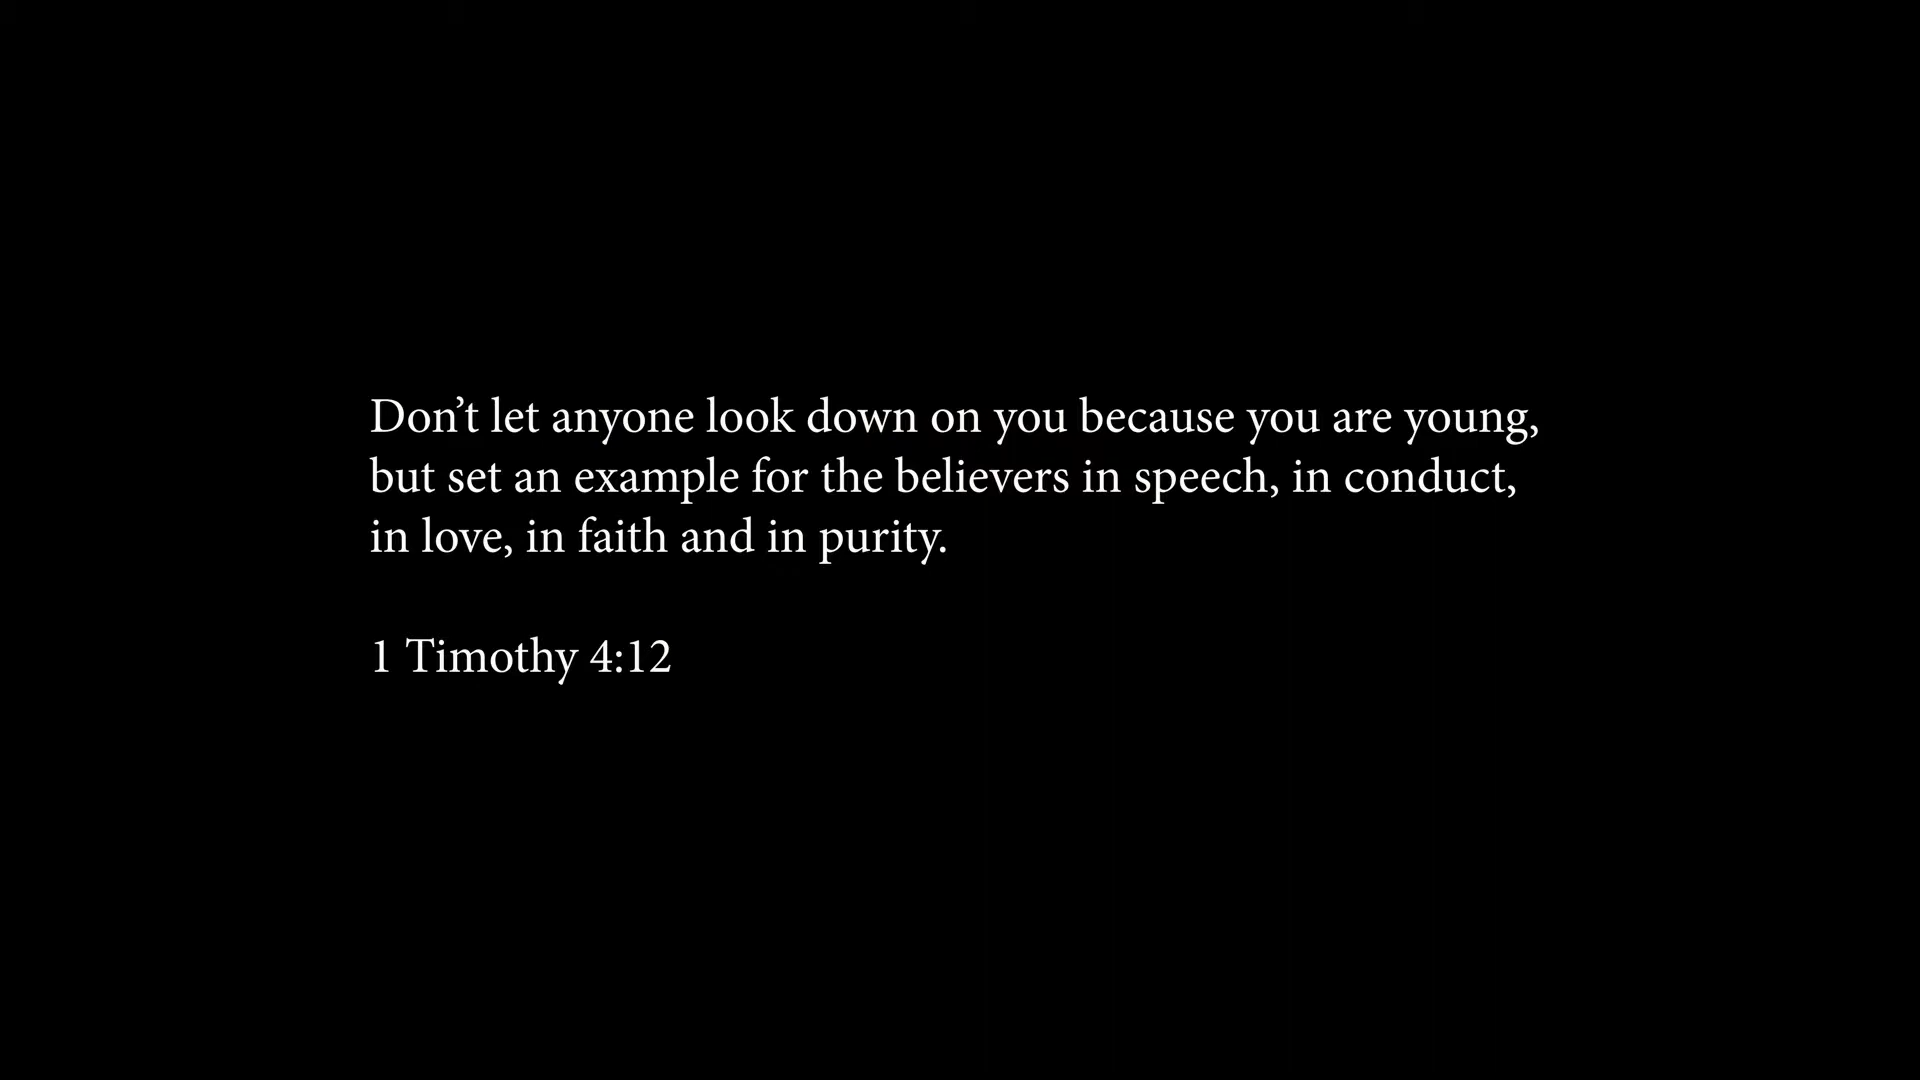 Don’t let anyone look down on you because you are young,
but set an example for the believers in speech, in conduct,
in love, in faith and in purity.
1 Timothy 4:12